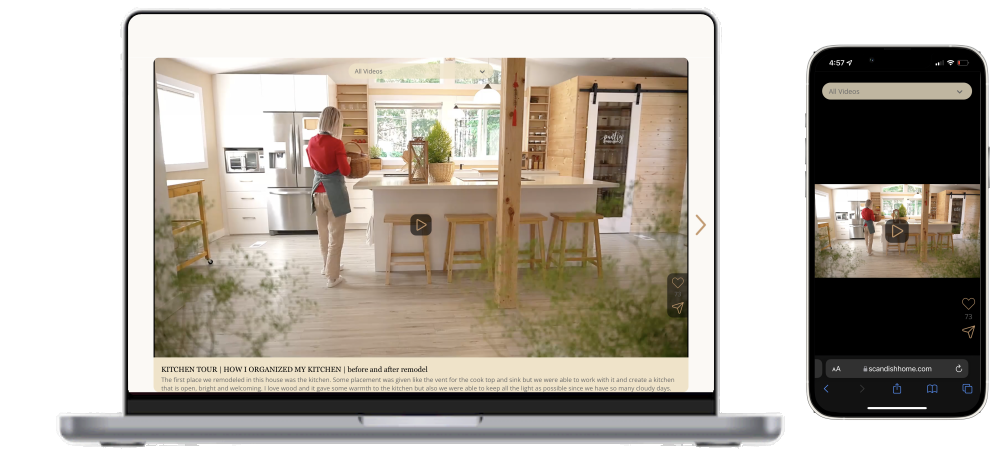 All Videos
KITCHEN TOUR | HOW I ORGANIZED MY KITCHEN | before and after remodel
The first place we remodeled in this house was the kitchen. Some placement was given like the vent for the cook top and sink but we were able to work with it and create a kitchen
that is open, bright and welcoming. I love wood and it gave some warmth to the kitchen but also we were able to keep all the light as possible since we have so many cloudy days.
4:57
All Videos
73
AA scandishhome.com